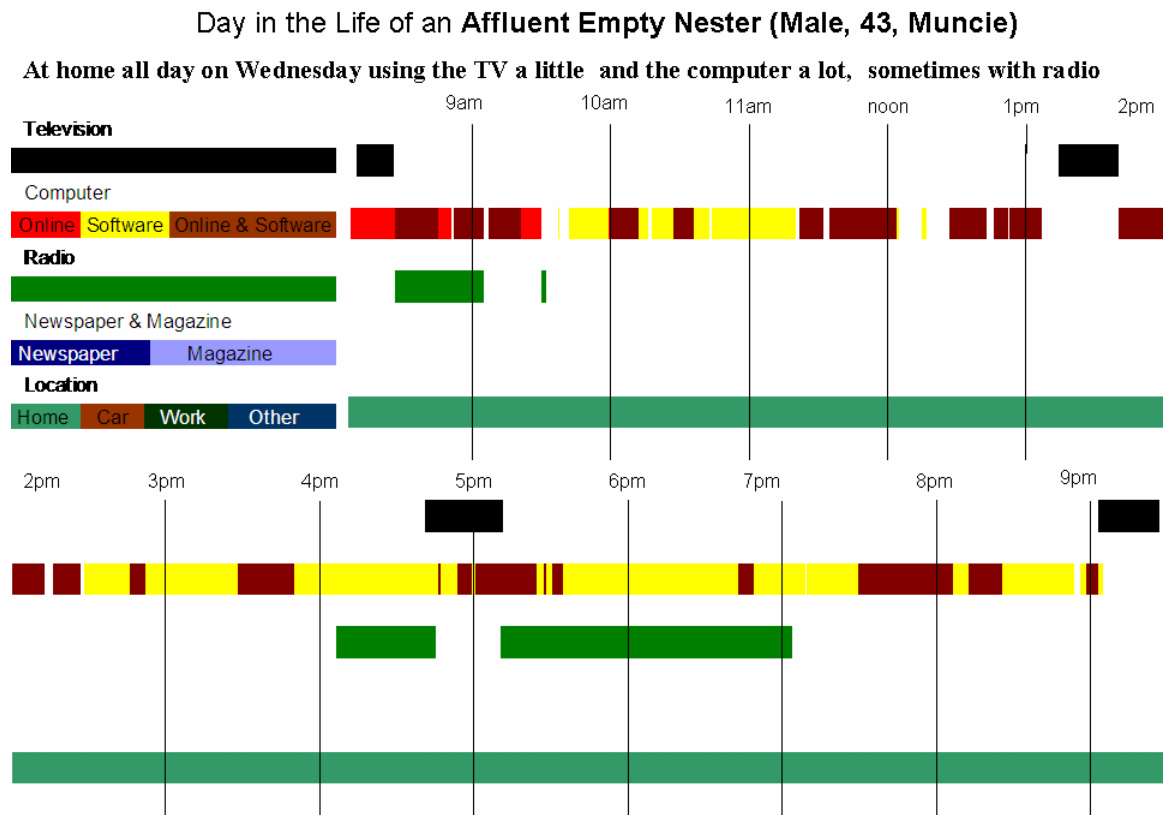 Day in the Life of an Affluent Empty Nester (Male, 43, Muncie)
At home all day on Wednesday using the TV a little and the computer a lot, sometimes with radio
9am 10am 11am noon 1pm 2pm
Television
Computer
Online Software Online & Software
Radio
Newspaper & Magazine
Newspaper Magazine
Location
Home Car Work Other
2pm 3pm 4pm 5pm 6pm 7pm 8pm 9pm